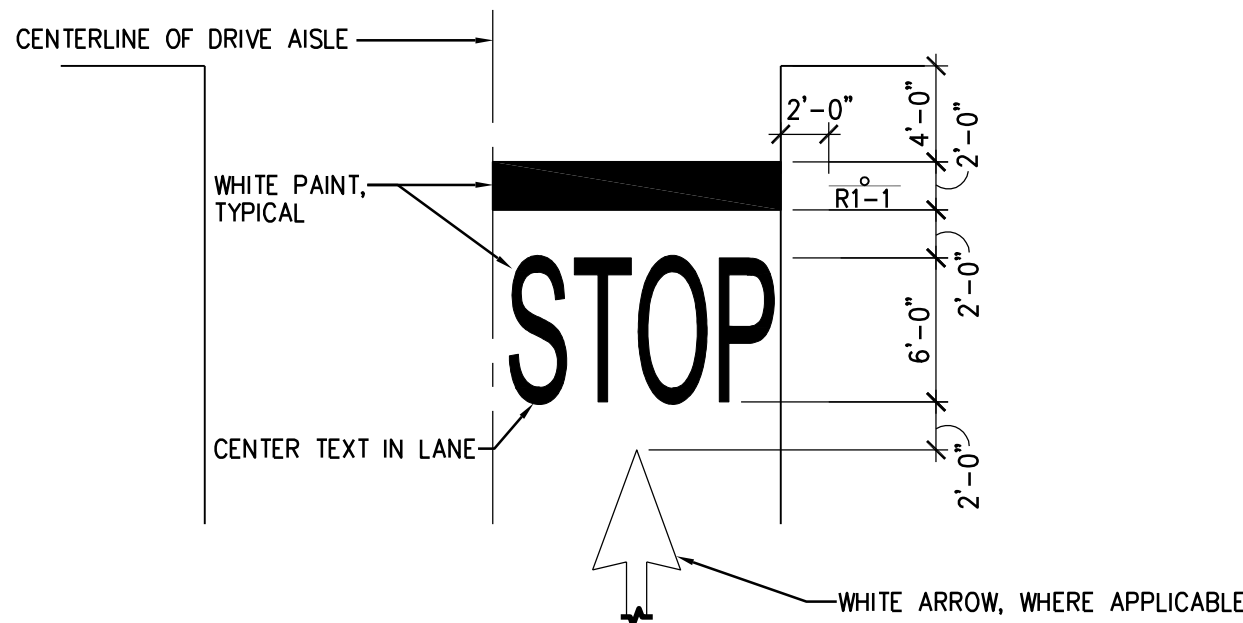 CENTERLINE OF DRIVE AISLE
2'-0"
4'-0"
2'-0"
WHITE PAINT,
TYPICAL
R1-1
STOP
2'-0"
6'-0"
CENTER TEXT IN LANE
2'-0"
WHITE ARROW, WHERE APPLICABLE